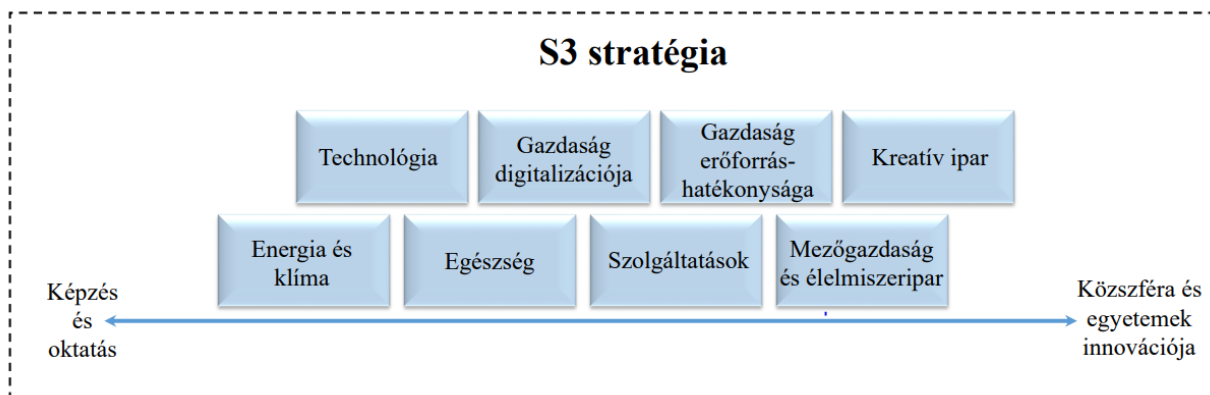 S3 stratégia
Technológia
Gazdaság
digitalizációja
Gazdaság
erőforrás-
hatékonysága
Kreatív ipar
Energia és
klíma
Egészség
Szolgáltatások
Mezőgazdaság
és élelmiszeripar
Képzés
és
oktatás
Közszféra és
egyetemek
innovációja